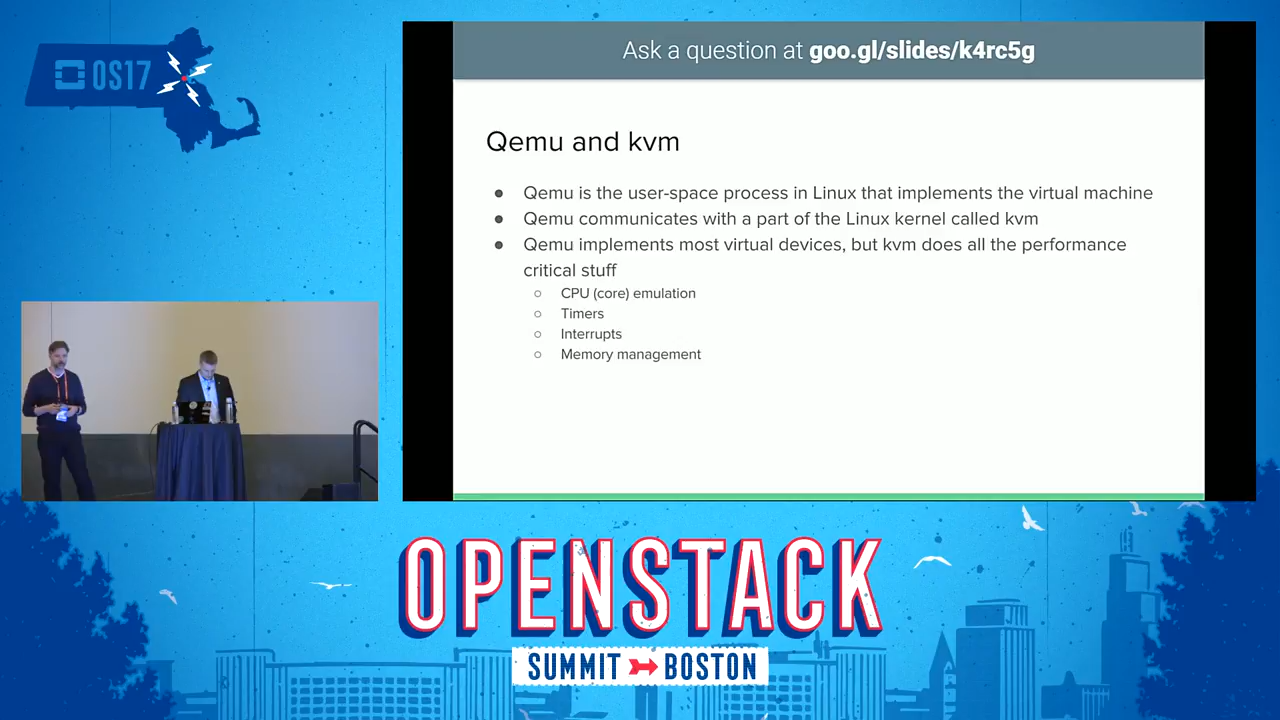 OS17
Ask a question at goo.gl/slides/k4rc5g
Qemu and kvm
● Qemu is the user-space process in Linux that implements the virtual machine
● Qemu communicates with a part of the Linux kernel called kvm
● Qemu implements most virtual devices, but kvm does all the performance
critical stuff
○ CPU (core) emulation
○ Timers
○ Interrupts
○ Memory management
OPENSTACK
SUMMIT BOSTON